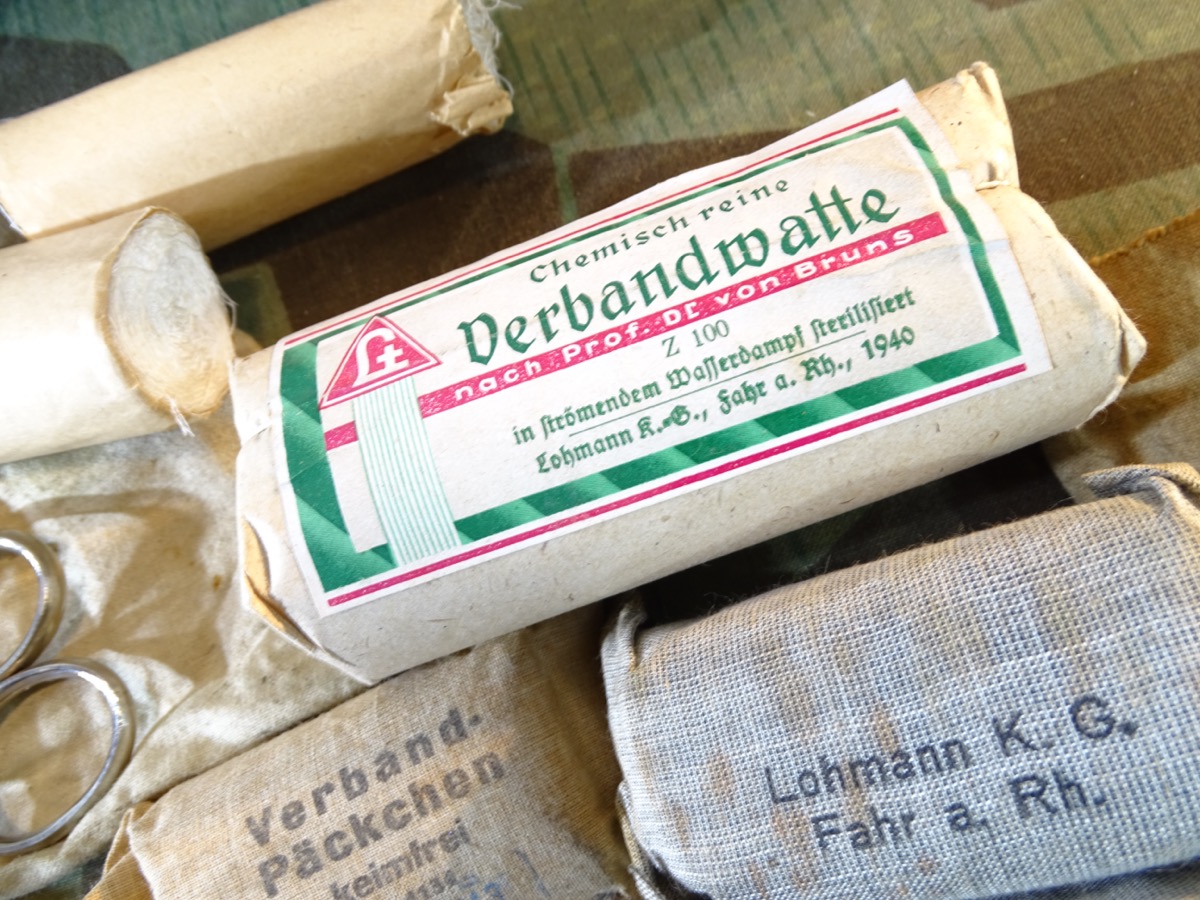 Chemisch reine
Verbandwatte
nach Prof. Dr von Bruns
Z 100
in strömendem Wasserdampf sterilisiert
Lohmann K.-G., Fahr a. Rh., 1940
L
Verband-
Päckchen
keimfrei
Lohmann K. G.
Fahr a. Rh.